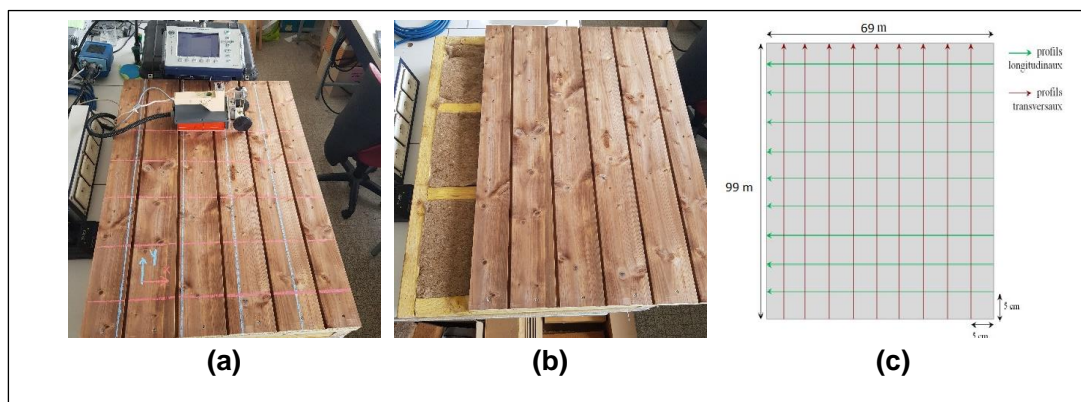 69 m
profils
longitudinaux
profils
transversaux
99 m
5 cm
5 cm
(a)
(b)
(c)